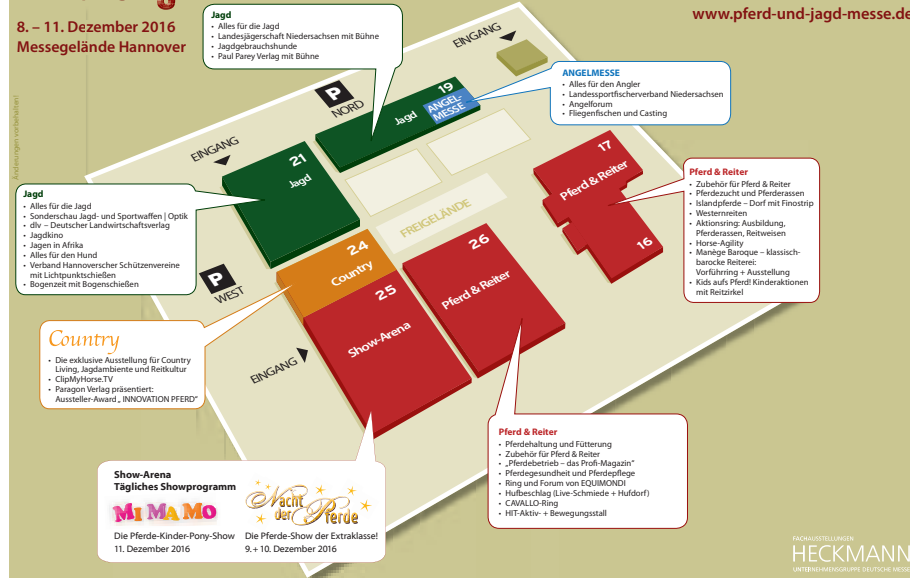 8. – 11. Dezember 2016
Messegelände Hannover
www.pferd-und-jagd-messe.de
Änderungen vorbehalten!
Jagd
• Alles für die Jagd
• Landesjägerschaft Niedersachsen mit Bühne
• Jagdgebrauchshunde
• Paul Parey Verlag mit Bühne
EINGANG
ANGELMESSE
• Alles für den Angler
• Landessportfischerverband Niedersachsen
• Angelforum
• Fliegenfischen und Casting
P
NORD
19
Jagd
ANGEL-
MESSE
EINGANG
21
Jagd
17
Pferd & Reiter
16
Pferd & Reiter
• Zubehör für Pferd & Reiter
• Pferdezucht und Pferderassen
• Islandpferde – Dorf mit Finostrip
• Westernreiten
• Aktionsring: Ausbildung,
Pferderassen, Reitweisen
• Horse-Agility
• Manège Baroque – klassisch-
barocke Reiterei:
Vorführring + Ausstellung
• Kids aufs Pferd! Kinderaktionen
mit Reitzirkel
Jagd
• Alles für die Jagd
• Sonderschau Jagd- und Sportwaffen | Optik
• dlv – Deutscher Landwirtschaftsverlag
• Jagdkino
• Jagen in Afrika
• Alles für den Hund
• Verband Hannoverscher Schützenvereine
mit Lichtpunktschießen
• Bogenzeit mit Bogenschießen
FREIGELÄNDE
P
WEST
24
Country
25
Show-Arena
26
Pferd & Reiter
EINGANG
Country
• Die exklusive Ausstellung für Country
Living, Jagdambiente und Reitkultur
• ClipMyHorse.TV
• Paragon Verlag präsentiert:
Aussteller-Award „ INNOVATION PFERD“
Pferd & Reiter
• Pferdehaltung und Fütterung
• Zubehör für Pferd & Reiter
• „Pferdebetrieb – das Profi-Magazin“
• Pferdegesundheit und Pferdepflege
• Ring und Forum von EQUIMONDI
• Hufbeschlag (Live-Schmiede + Hufdorf)
• CAVALLO-Ring
• HIT-Aktiv- + Bewegungsstall
Show-Arena
Tägliches Showprogramm
MI MA MO
Die Pferde-Kinder-Pony-Show
11. Dezember 2016
Nacht
der Pferde
Die Pferde-Show der Extraklasse!
9. + 10. Dezember 2016
FACHAUSSTELLUNGEN
HECKMANN
UNTERNEHMENSGRUPPE DEUTSCHE MESSE